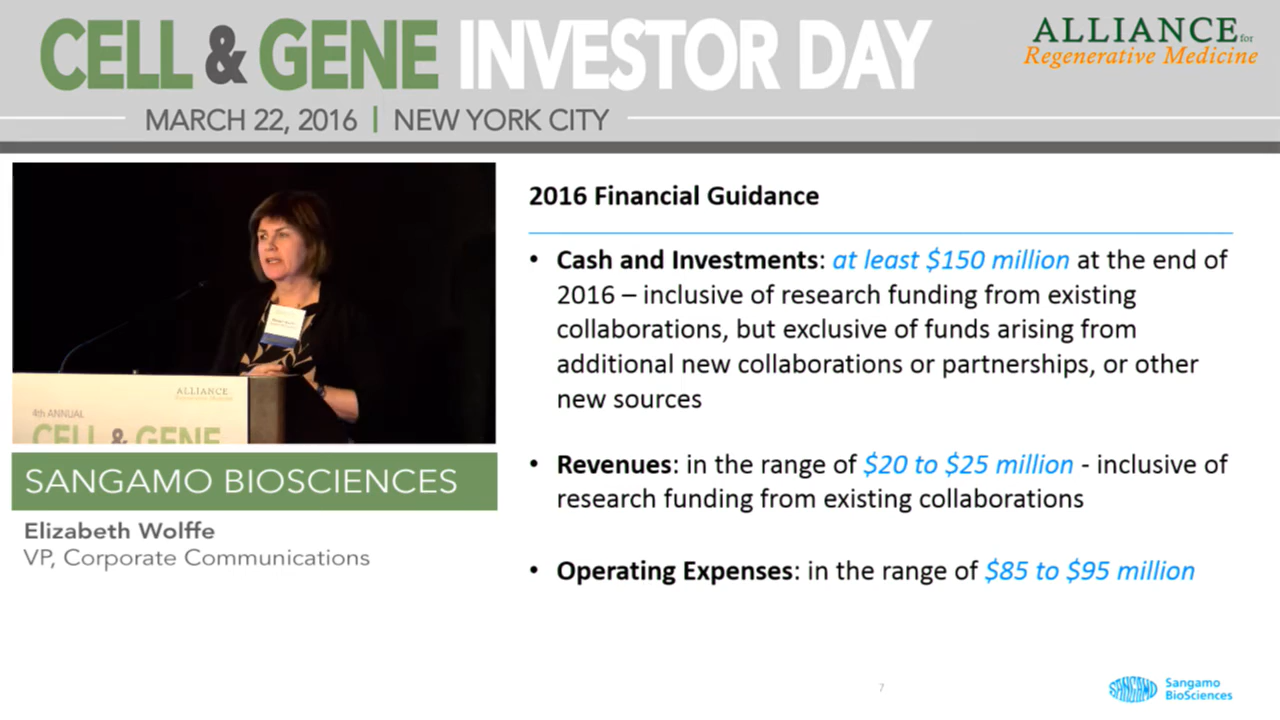 CELL & GENE INVESTOR DAY
ALLIANCE for
Regenerative Medicine
MARCH 22, 2016 | NEW YORK CITY
ALLIANCE
Regenerative Medicine
4th ANNUAL
CELL & GENE
SANGAMO BIOSCIENCES
Elizabeth Wolffe
VP, Corporate Communications
2016 Financial Guidance
• Cash and Investments: at least $150 million at the end of
2016 – inclusive of research funding from existing
collaborations, but exclusive of funds arising from
additional new collaborations or partnerships, or other
new sources
• Revenues: in the range of $20 to $25 million - inclusive of
research funding from existing collaborations
• Operating Expenses: in the range of $85 to $95 million
7
SANGAMO
Sangamo
BioSciences